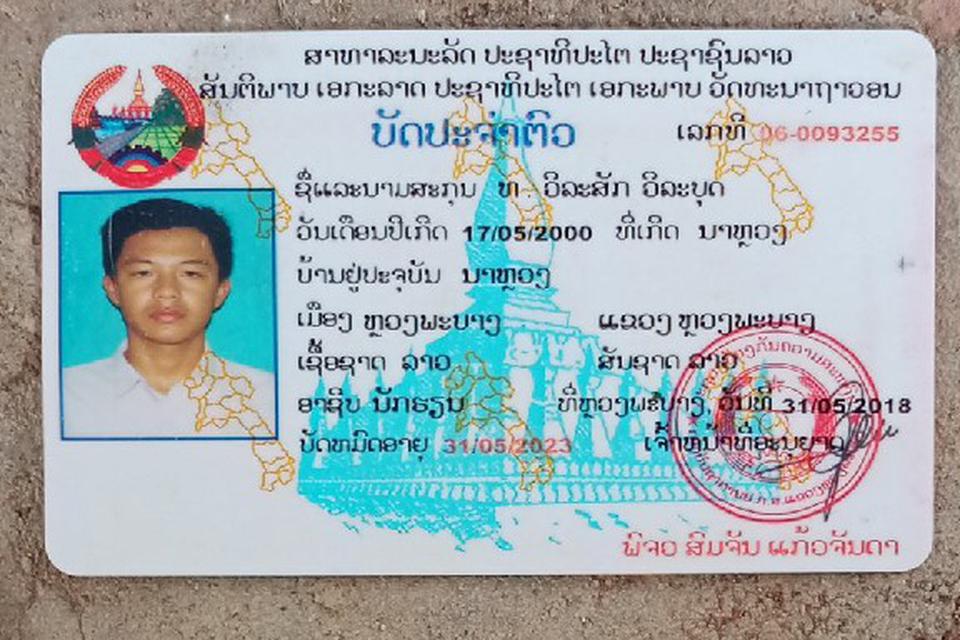 ສາທາລະນະລັດ ປະຊາທິປະໄຕ ປະຊາຊົນລາວ
ສັນຕິພາບ ເອກະລາດ ປະຊາທິປະໄຕ ເອກະພາບ ວັດທະນາຖາວອນ
ບັດປະຈຳຕົວ
ເລກທີ 06-0093255
ຊື່ແລະນາມສະກຸນ ທ. ວິລະສັກ ວິລະບຸດ
ວັນເດືອນປີເກີດ 17/05/2000 ທີ່ເກີດ ນາຫຼວງ
ບ້ານຢູ່ປະຈຸບັນ ນາຫຼວງ
ເມືອງ ຫຼວງພະບາງ ແຂວງ ຫຼວງພະບາງ
ເຊື້ອຊາດ ລາວ ສັນຊາດ ລາວ
ອາຊີບ ນັກຮຽນ ທີ່ຫຼວງພະບາງ, ວັນທີ 31/05/2018
ບັດຫມົດອາຍຸ 31/05/2023 ເຈົ້າໜ້າທີ່ອະນຸຍາດ
ພິຈວ ສົມຈັນ ແກ້ວຈັນດາ